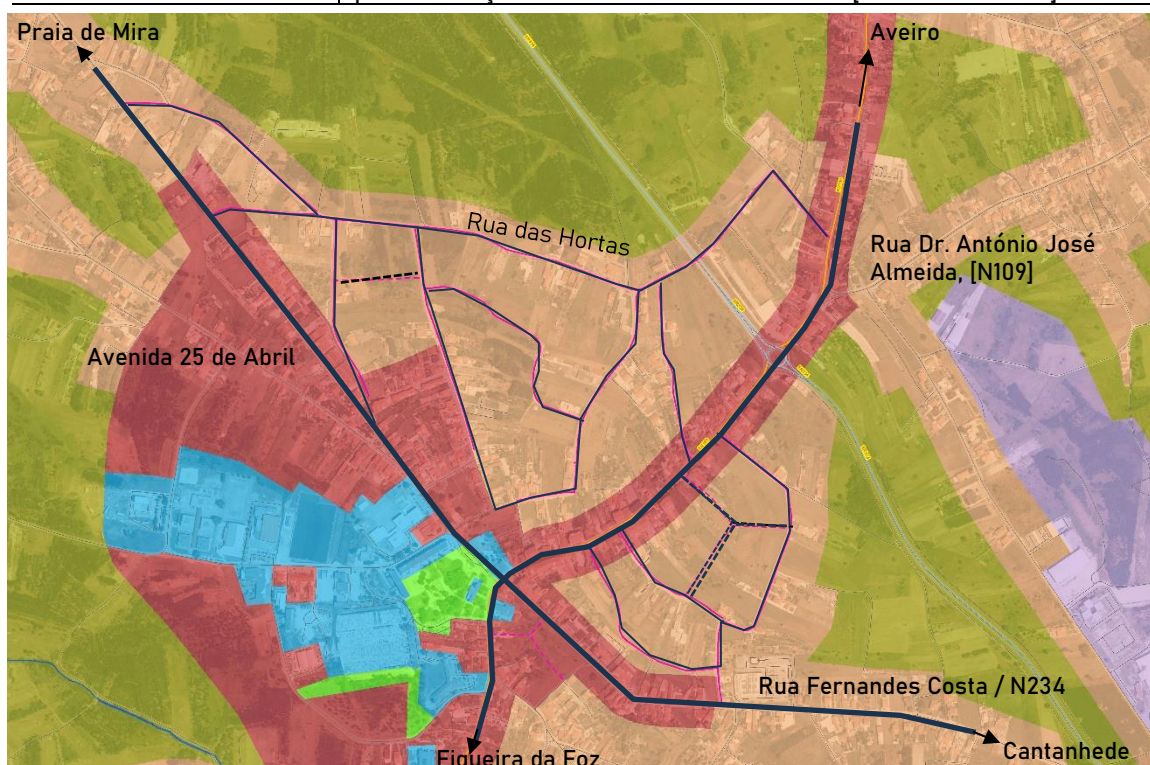 Praia de Mira
Aveiro
Rua das Hortas
Rua Dr. António José
Almeida, [N109]
Avenida 25 de Abril
Rua Fernandes Costa / N234
Cantanhede
Figueira da Foz